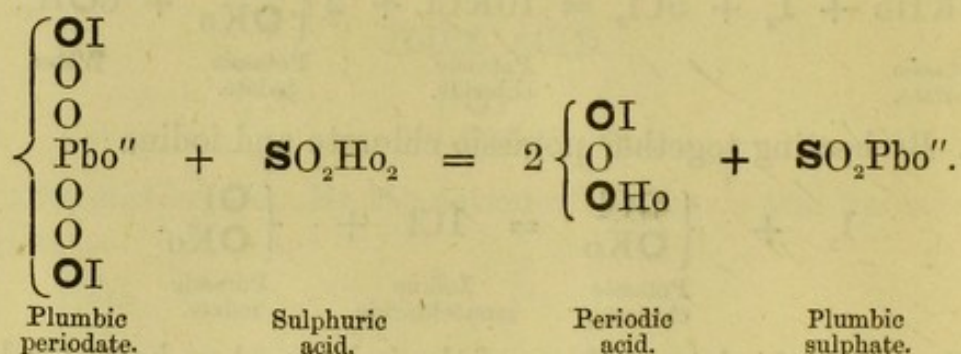 OI
O
O
Pbo″ + SO₂Ho₂ = 2 { OI O OHo + SO₂Pbo″.
O
O
OI
Plumbic periodate. Sulphuric acid. Periodic acid. Plumbic sulphate.